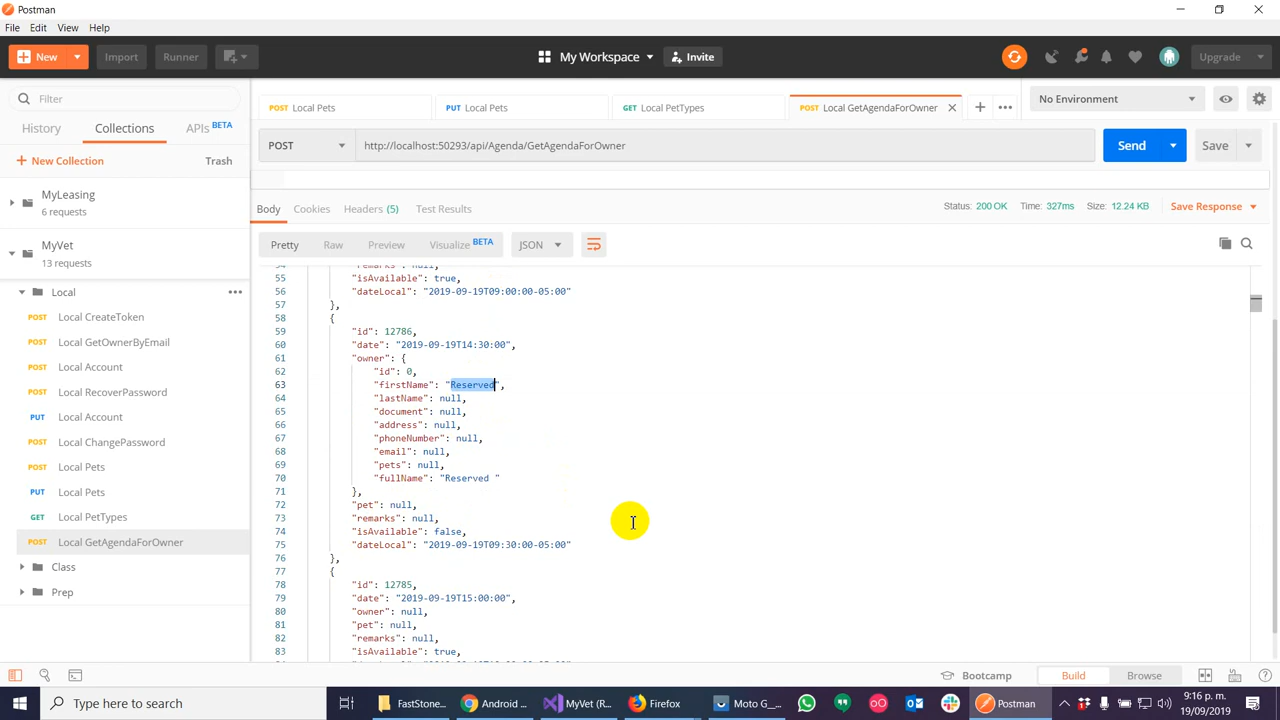 Postman
File Edit View Help
New Import Runner My Workspace Invite Upgrade
Filter
History Collections APIs BETA
New Collection Trash
MyLeasing
6 requests
MyVet
13 requests
Local
POST Local CreateToken
POST Local GetOwnerByEmail
POST Local Account
POST Local RecoverPassword
PUT Local Account
POST Local ChangePassword
POST Local Pets
PUT Local Pets
GET Local PetTypes
POST Local GetAgendaForOwner
Class
Prep
POST Local Pets PUT Local Pets GET Local PetTypes POST Local GetAgendaForOwner No Environment
POST http://localhost:50293/api/Agenda/GetAgendaForOwner Send Save
Body Cookies Headers (5) Test Results Status: 200 OK Time: 327ms Size: 12.24 KB Save Response
Pretty Raw Preview Visualize BETA JSON
54 "remarks": null,
55 "isAvailable": true,
56 "dateLocal": "2019-09-19T09:00:00-05:00"
57 },
58 {
59 "id": 12786,
60 "date": "2019-09-19T14:30:00",
61 "owner": {
62 "id": 0,
63 "firstName": "Reserved",
64 "lastName": null,
65 "document": null,
66 "address": null,
67 "phoneNumber": null,
68 "email": null,
69 "pets": null,
70 "fullName": "Reserved "
71 },
72 "pet": null,
73 "remarks": null,
74 "isAvailable": false,
75 "dateLocal": "2019-09-19T09:30:00-05:00"
76 },
77 {
78 "id": 12785,
79 "date": "2019-09-19T15:00:00",
80 "owner": null,
81 "pet": null,
82 "remarks": null,
83 "isAvailable": true,
Bootcamp Build Browse
Type here to search FastStone... Android ... MyVet (R... Firefox Moto G_... Postman
9:16 p. m.
19/09/2019